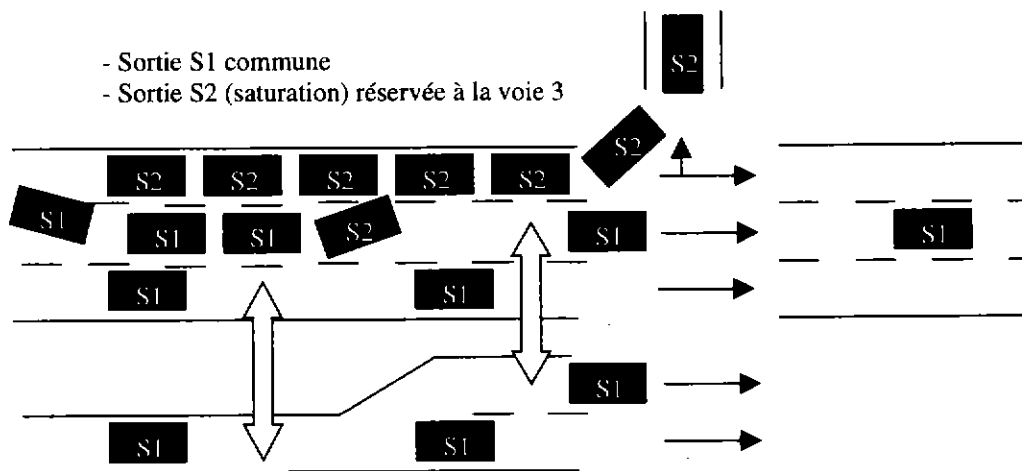 S2
- Sortie S1 commune
- Sortie S2 (saturation) réservée à la voie 3
S2
S2 S2 S2 S2 S2
S1 S1 S1 S2 S1 S1
S1 S1
S1
S1 S1